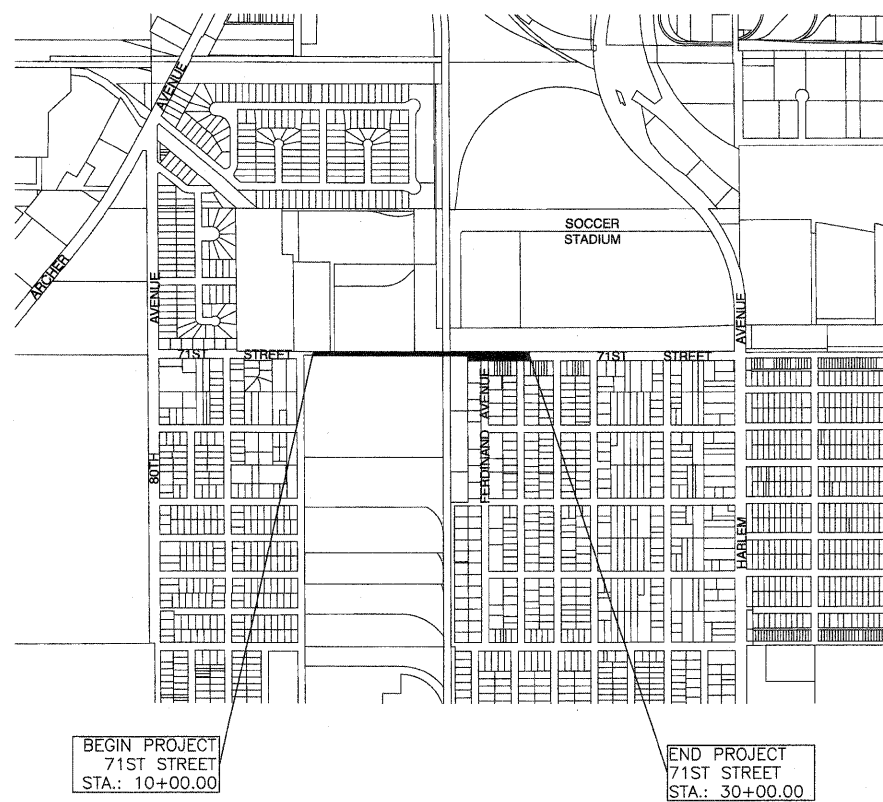 AVENUE
ARCHER
SOCCER
STADIUM
AVENUE
AVENUE
71ST STREET
71ST STREET
FERDINAND AVENUE
80TH
HARLEM
BEGIN PROJECT
71ST STREET
STA.: 10+00.00
END PROJECT
71ST STREET
STA.: 30+00.00